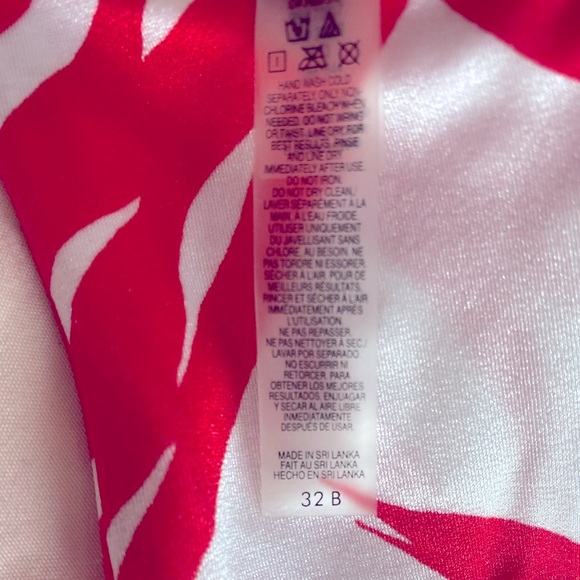 HAND WASH COLD
SEPARATELY ONLY NON-
CHLORINE BLEACH WHEN
NEEDED. DO NOT WRING
OR TWIST. LINE DRY. FOR
BEST RESULTS, RINSE
AND LINE DRY
IMMEDIATELY AFTER USE.
DO NOT IRON.
DO NOT DRY CLEAN./
LAVER SÉPARÉMENT À LA
MAIN, À L'EAU FROIDE.
UTILISER UNIQUEMENT
DU JAVELLISANT SANS
CHLORE, AU BESOIN. NE
PAS TORDRE NI ESSORER.
SÉCHER À L'AIR. POUR DE
MEILLEURS RÉSULTATS,
RINCER ET SÉCHER À L'AIR
IMMÉDIATEMENT APRÈS
L'UTILISATION.
NE PAS REPASSER.
NE PAS NETTOYER À SEC./
LAVAR POR SEPARADO.
NO ESCURRIR NI
RETORCER. PARA
OBTENER LOS MEJORES
RESULTADOS, ENJUAGAR
Y SECAR AL AIRE LIBRE
INMEDIATAMENTE
DESPUÉS DE USAR.
MADE IN SRI LANKA
FAIT AU SRI LANKA
HECHO EN SRI LANKA
32 B